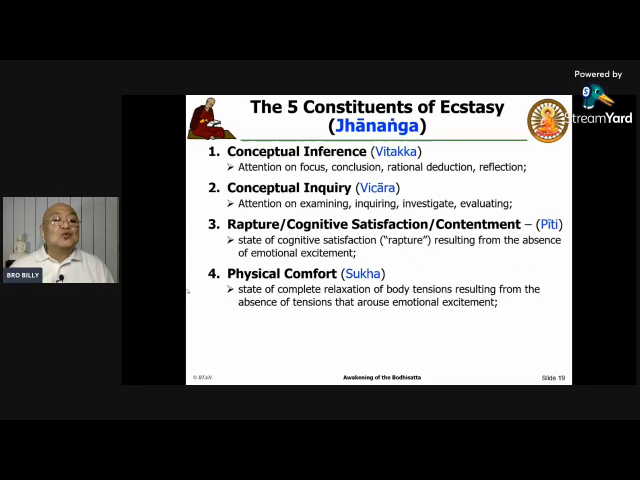 Powered by
StreamYard
The 5 Constituents of Ecstasy
(Jhānaṅga)
1. Conceptual Inference (Vitakka)
➢ Attention on focus, conclusion, rational deduction, reflection;
2. Conceptual Inquiry (Vicāra)
➢ Attention on examining, inquiring, investigate, evaluating;
3. Rapture/Cognitive Satisfaction/Contentment – (Pīti)
➢ state of cognitive satisfaction (“rapture”) resulting from the absence
of emotional excitement;
4. Physical Comfort (Sukha)
➢ state of complete relaxation of body tensions resulting from the
absence of tensions that arouse emotional excitement;
BRO BILLY
Awakening of the Bodhisatta
Slide 19